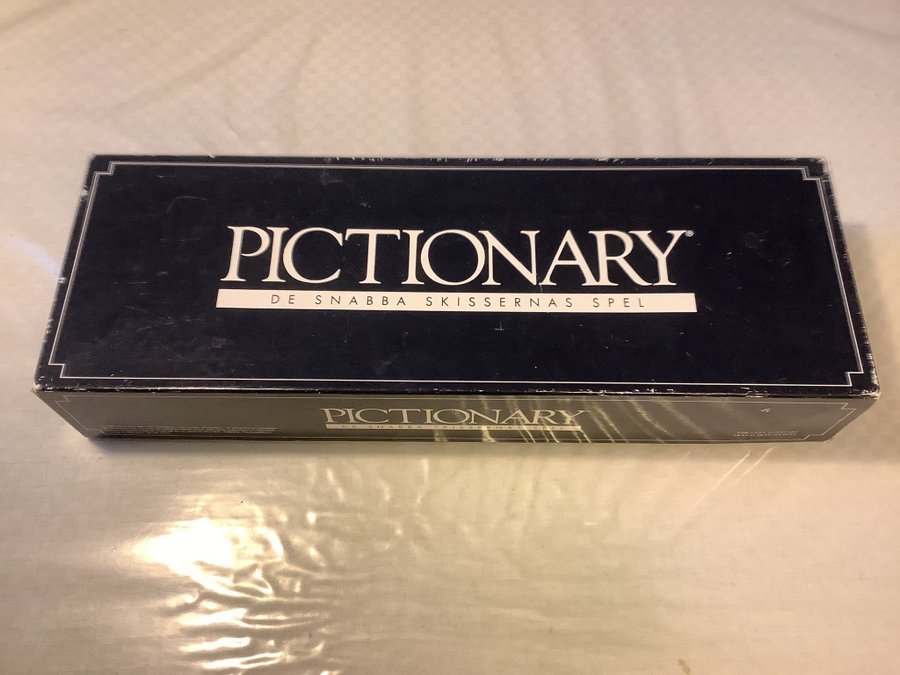 PICTIONARY®
DE SNABBA SKISSERNAS SPEL
PICTIONARY
DE SNABBA SKISSERNAS SPEL